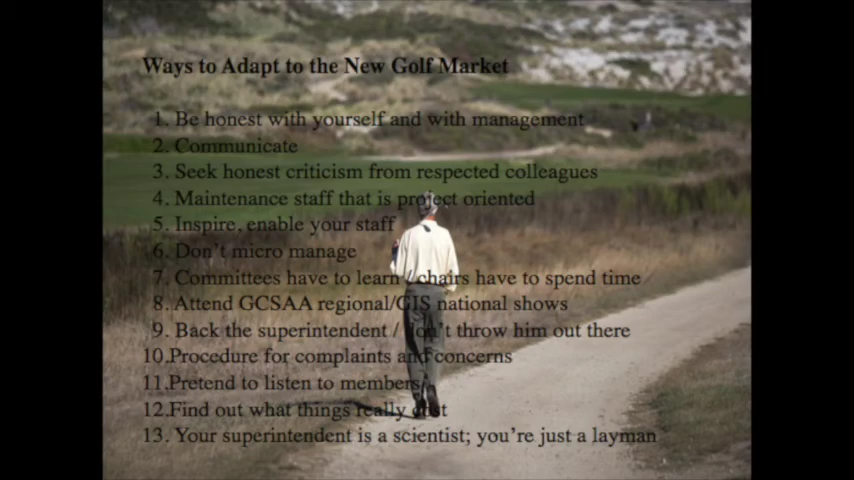 Ways to Adapt to the New Golf Market
1. Be honest with yourself and with management
2. Communicate
3. Seek honest criticism from respected colleagues
4. Maintenance staff that is project oriented
5. Inspire, enable your staff
6. Don't micro manage
7. Committees have to learn / chairs have to spend time
8. Attend GCSAA regional/GIS national shows
9. Back the superintendent / don't throw him out there
10.Procedure for complaints and concerns
11.Pretend to listen to members
12.Find out what things really cost
13. Your superintendent is a scientist; you're just a layman